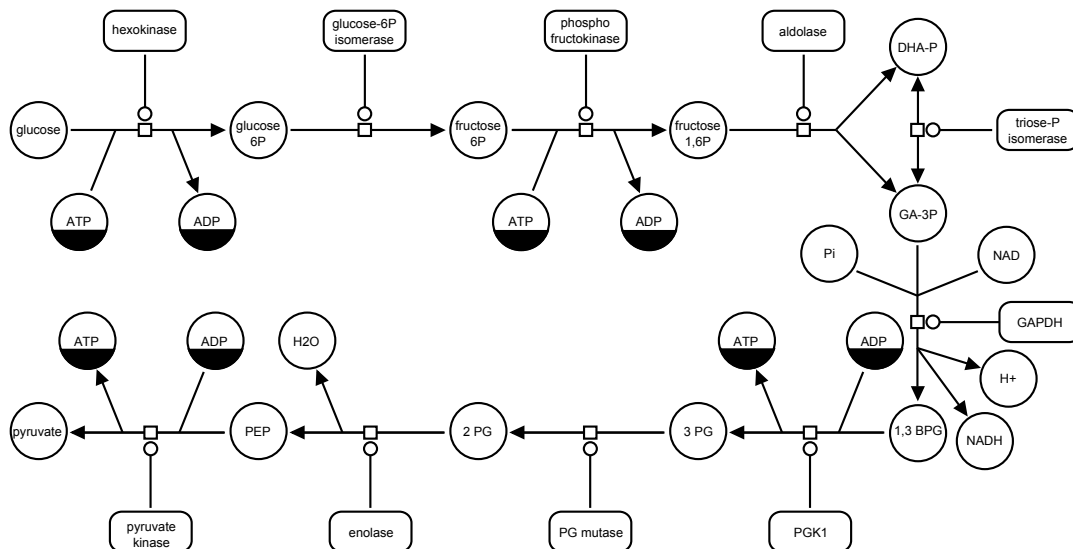 hexokinase
glucose-6P
isomerase
phospho
fructokinase
aldolase
DHA-P
glucose
glucose
6P
fructose
6P
fructose
1,6P
triose-P
isomerase
ATP
ADP
ATP
ADP
GA-3P
Pi
NAD
GAPDH
ATP
ADP
H2O
ATP
ADP
H+
pyruvate
PEP
2 PG
3 PG
1,3 BPG
NADH
pyruvate
kinase
enolase
PG mutase
PGK1